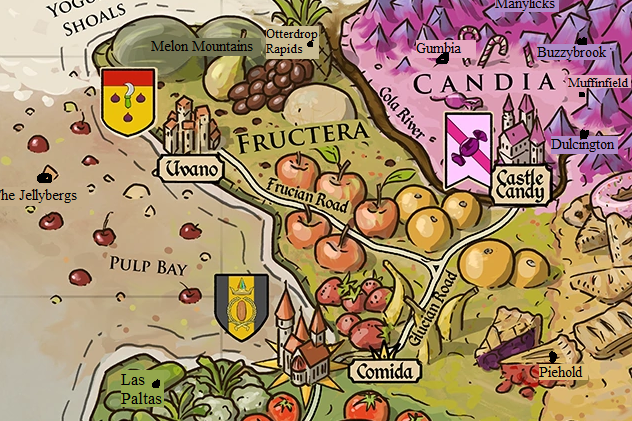 Manylicks
YOGU
SHOALS
Otterdrop
Rapids
Melon Mountains
Gumbia
Buzzybrook
CANDIA
Muffinfield
Cola River
Dulcington
FRUCTERA
Uvano
Castle
Candy
Frucian Road
he Jellybergs
PULP BAY
Glucian Road
Comida
Piehold
Las
Paltas